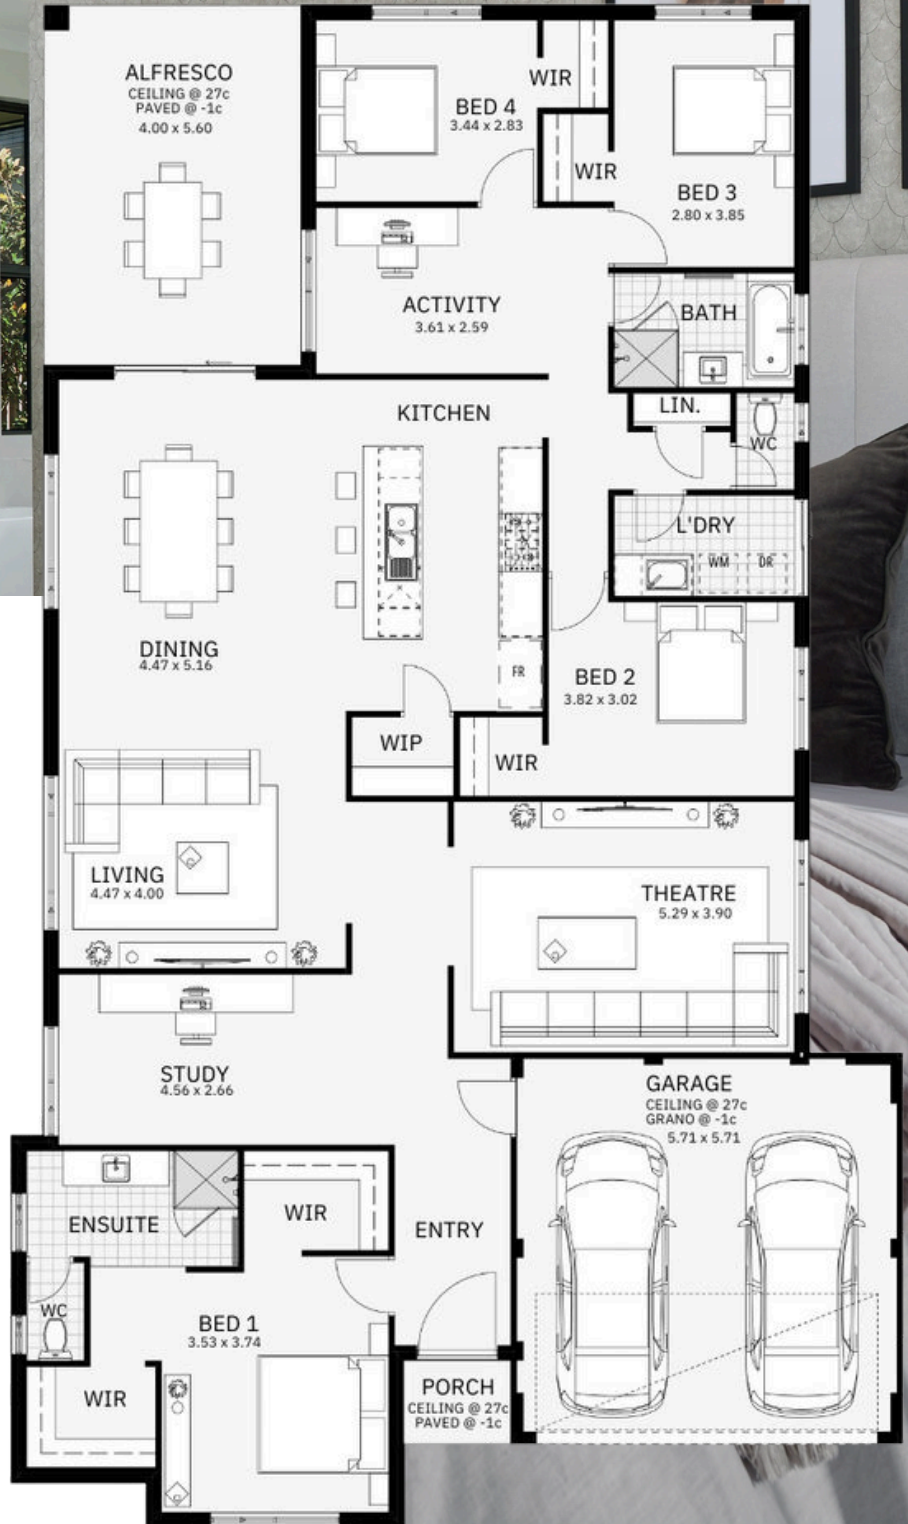 ALFRESCO
CEILING @ 27c
PAVED @ -1c
4.00 x 5.60
BED 4
3.44 x 2.83
WIR
WIR
BED 3
2.80 x 3.85
ACTIVITY
3.61 x 2.59
BATH
KITCHEN
LIN.
WC
L'DRY
WM
DR
DINING
4.47 x 5.16
FR
BED 2
3.82 x 3.02
WIP
WIR
LIVING
4.47 x 4.00
THEATRE
5.29 x 3.90
STUDY
4.56 x 2.66
GARAGE
CEILING @ 27c
GRANO @ -1c
5.71 x 5.71
ENSUITE
WIR
ENTRY
WC
BED 1
3.53 x 3.74
WIR
PORCH
CEILING @ 27c
PAVED @ -1c